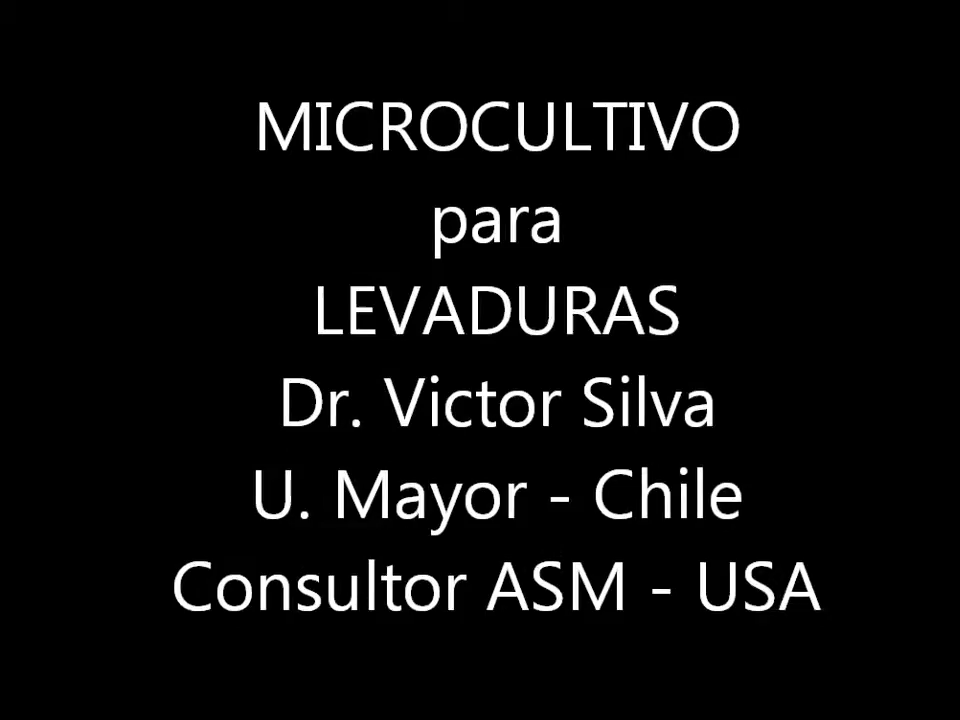 MICROCULTIVO
para
LEVADURAS
Dr. Victor Silva
U. Mayor - Chile
Consultor ASM - USA